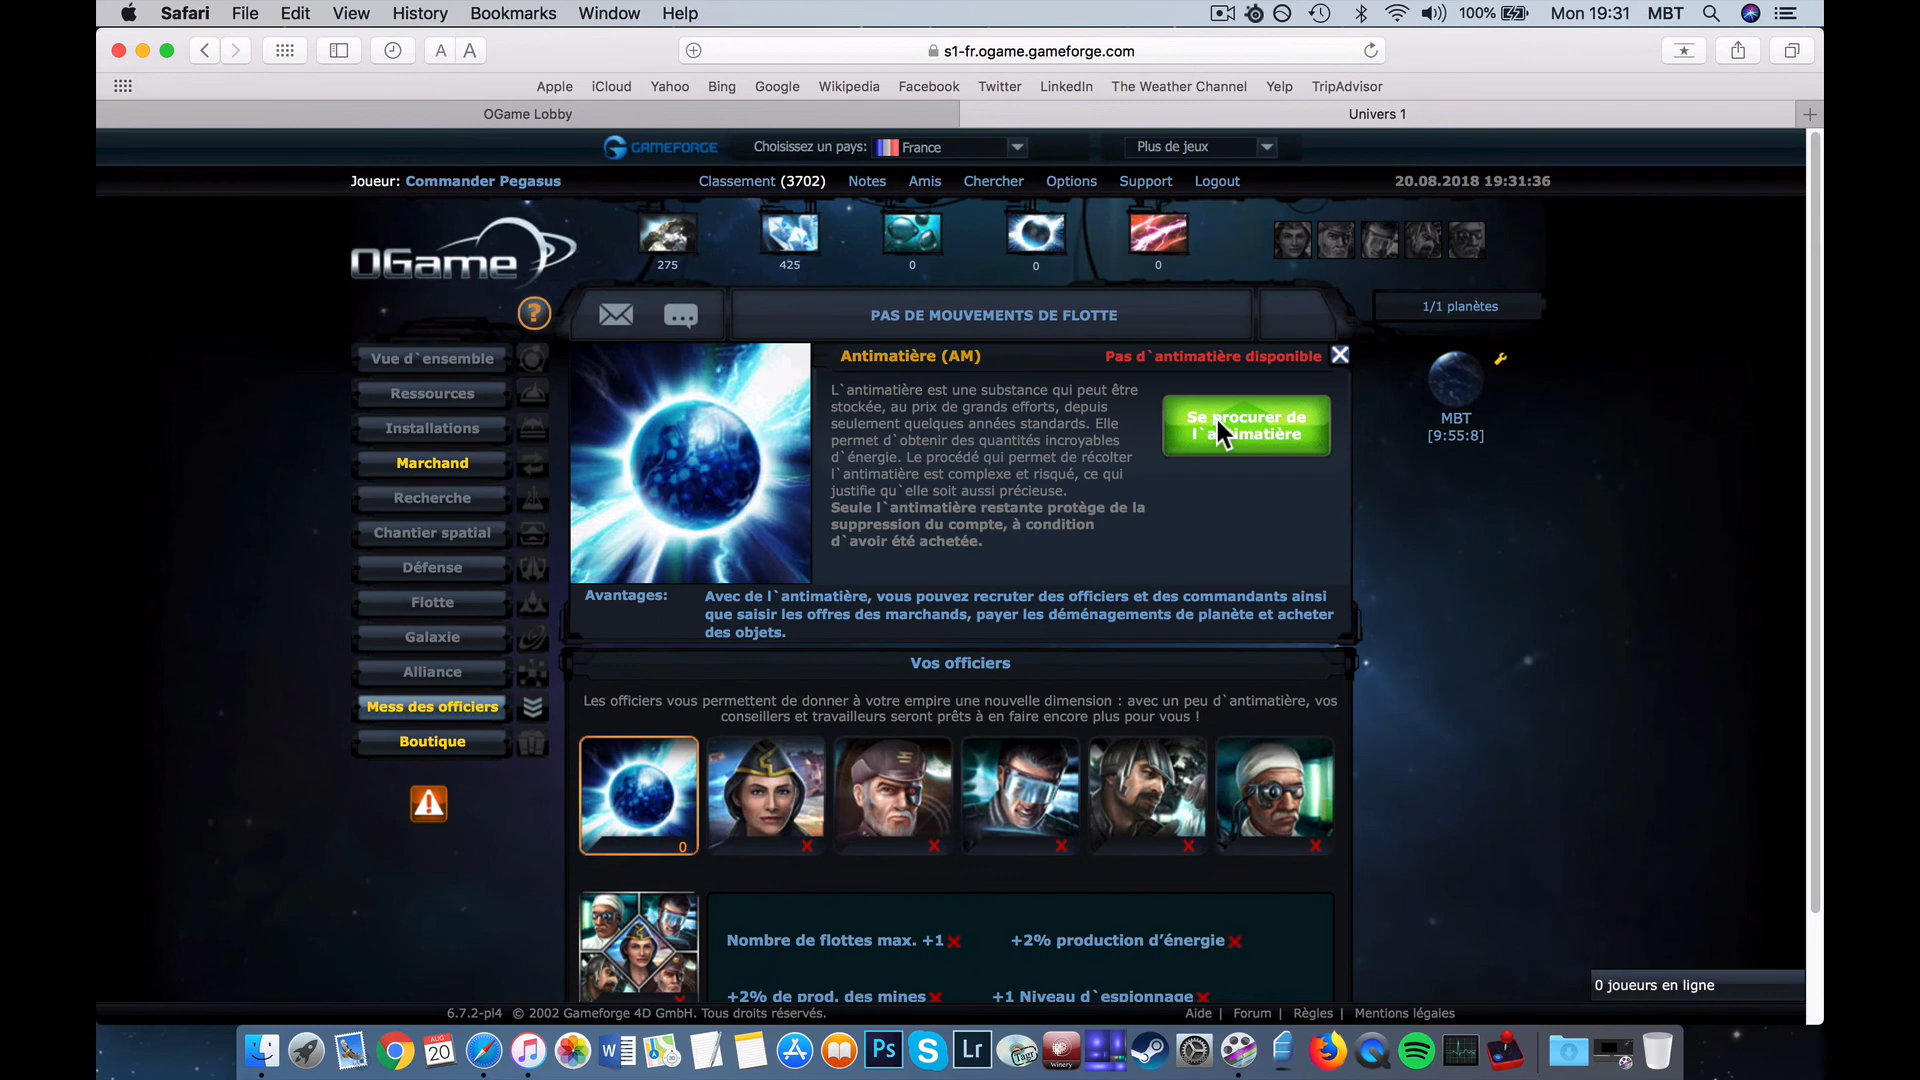 Safari File Edit View History Bookmarks Window Help 100% Mon 19:31 MBT
A A s1-fr.ogame.gameforge.com
Apple iCloud Yahoo Bing Google Wikipedia Facebook Twitter LinkedIn The Weather Channel Yelp TripAdvisor
OGame Lobby Univers 1
GAMEFORGE Choisissez un pays: France Plus de jeux
Joueur: Commander Pegasus Classement (3702) Notes Amis Chercher Options Support Logout 20.08.2018 19:31:36
OGame
275 425 0 0 0
? PAS DE MOUVEMENTS DE FLOTTE 1/1 planètes
Vue d`ensemble
Ressources
Installations
Marchand
Recherche
Chantier spatial
Défense
Flotte
Galaxie
Alliance
Mess des officiers
Boutique
Antimatière (AM) Pas d`antimatière disponible
L`antimatière est une substance qui peut être
stockée, au prix de grands efforts, depuis
seulement quelques années standards. Elle
permet d`obtenir des quantités incroyables
d`énergie. Le procédé qui permet de récolter
l`antimatière est complexe et risqué, ce qui
justifie qu`elle soit aussi précieuse.
Seule l`antimatière restante protège de la
suppression du compte, à condition
d`avoir été achetée.
Se procurer de
l`antimatière
MBT
[9:55:8]
Avantages: Avec de l`antimatière, vous pouvez recruter des officiers et des commandants ainsi
que saisir les offres des marchands, payer les déménagements de planète et acheter
des objets.
Vos officiers
Les officiers vous permettent de donner à votre empire une nouvelle dimension : avec un peu d`antimatière, vos
conseillers et travailleurs seront prêts à en faire encore plus pour vous !
0
Nombre de flottes max. +1 +2% production d’énergie
+2% de prod. des mines +1 Niveau d`espionnage
0 joueurs en ligne
6.7.2-pl4 © 2002 Gameforge 4D GmbH. Tous droits réservés. Aide | Forum | Règles | Mentions légales
AUG
20
W
Ps
Lr
Tagr
Winery